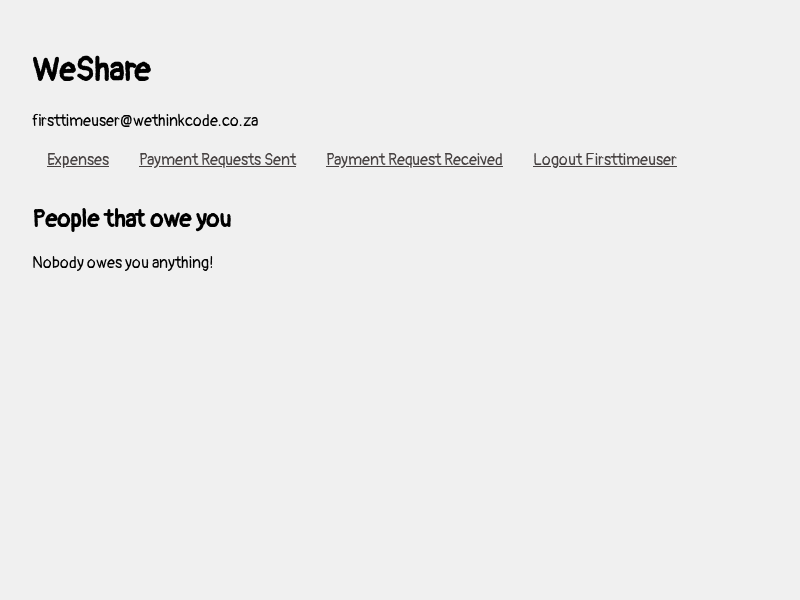 WeShare
firsttimeuser@wethinkcode.co.za
Expenses Payment Requests Sent Payment Request Received Logout Firsttimeuser
People that owe you
Nobody owes you anything!